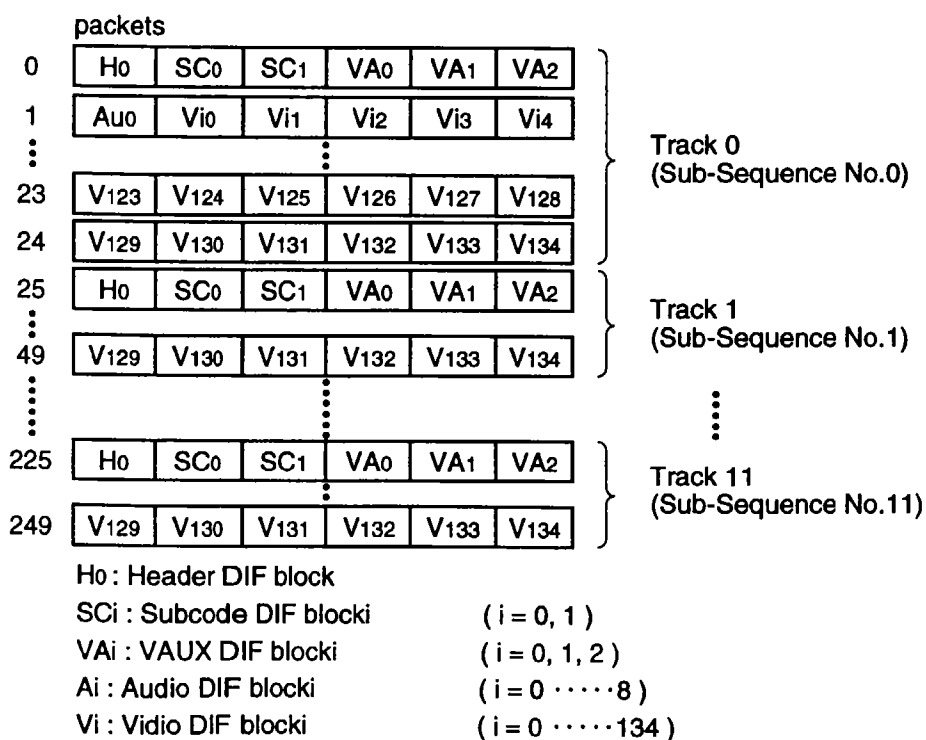 packets
0 H0 SC0 SC1 VA0 VA1 VA2
1 Au0 Vi0 Vi1 Vi2 Vi3 Vi4
23 V123 V124 V125 V126 V127 V128
24 V129 V130 V131 V132 V133 V134
Track 0
(Sub-Sequence No.0)
25 H0 SC0 SC1 VA0 VA1 VA2
49 V129 V130 V131 V132 V133 V134
Track 1
(Sub-Sequence No.1)
225 H0 SC0 SC1 VA0 VA1 VA2
249 V129 V130 V131 V132 V133 V134
Track 11
(Sub-Sequence No.11)
H0 : Header DIF block
SCi : Subcode DIF blocki ( i = 0, 1 )
VAi : VAUX DIF blocki ( i = 0, 1, 2 )
Ai : Audio DIF blocki ( i = 0 ·····8 )
Vi : Vidio DIF blocki ( i = 0 ·····134 )